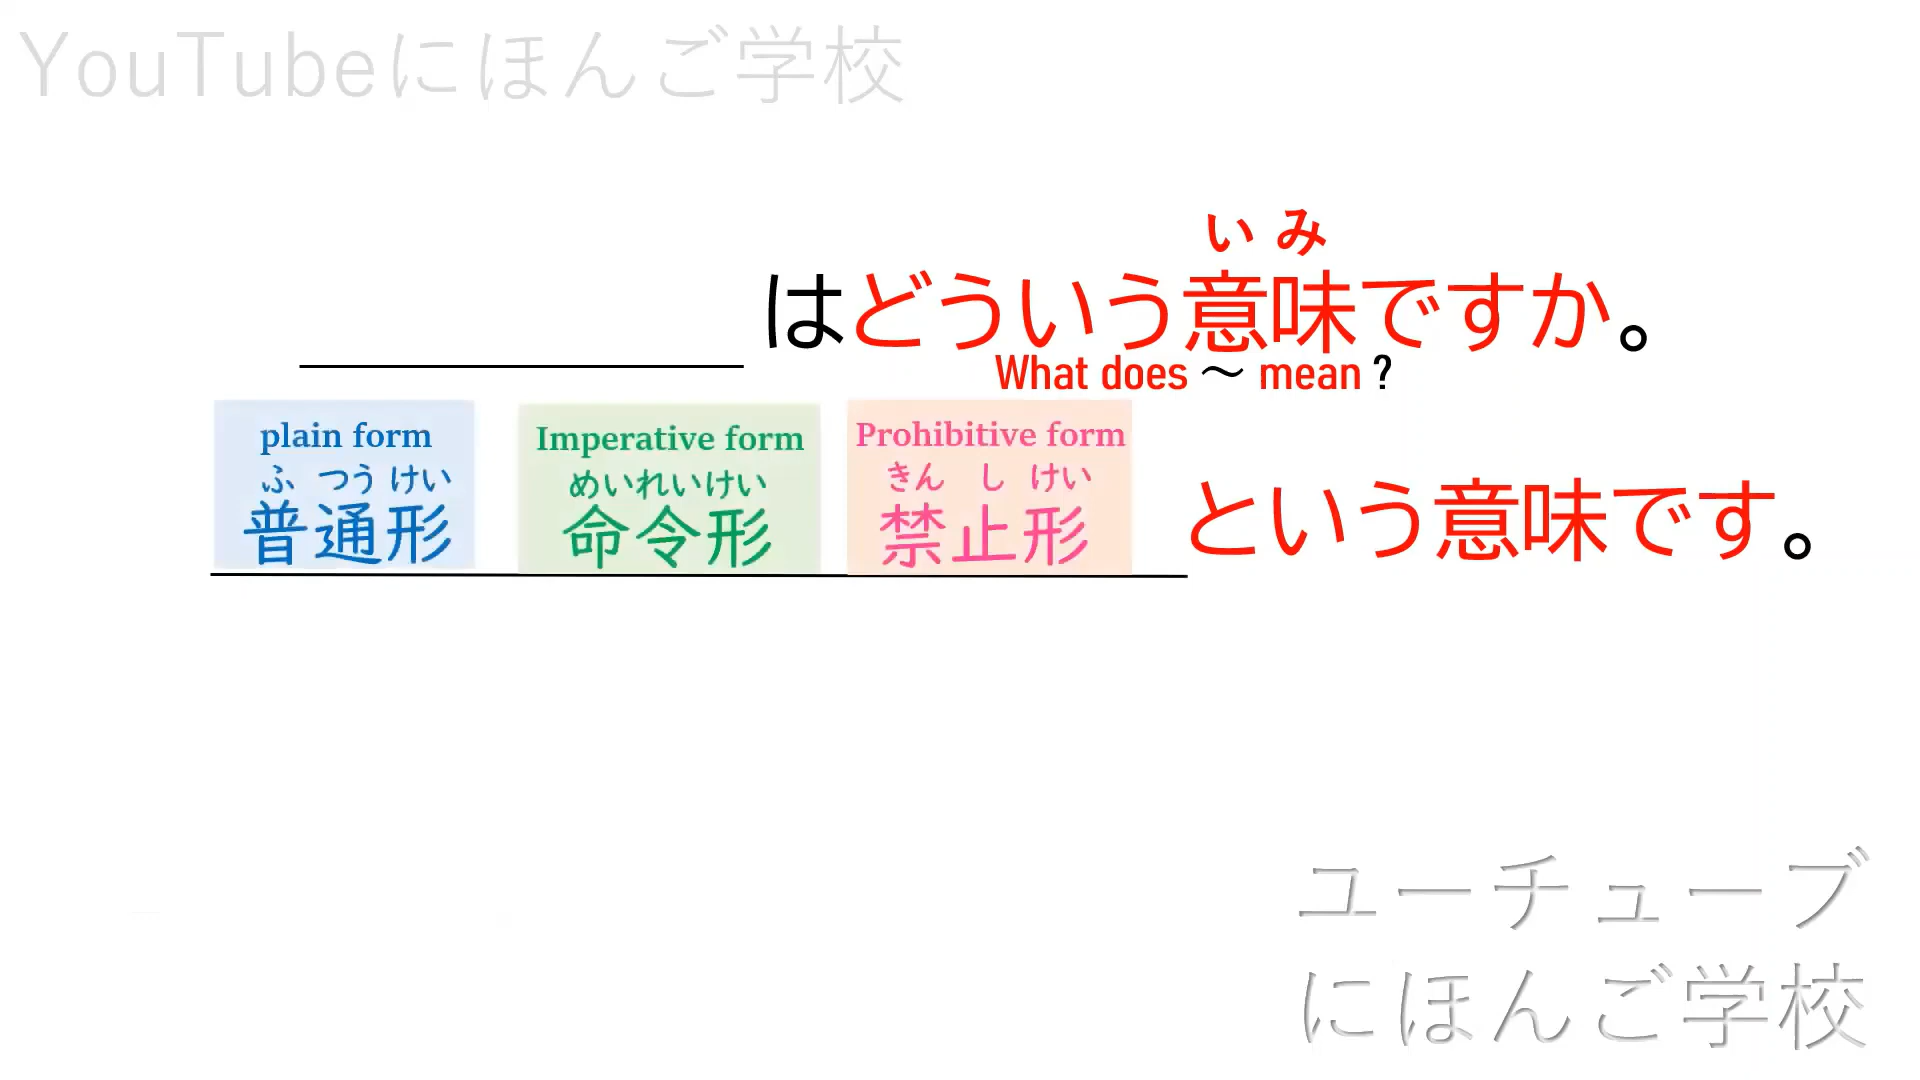 YouTubeにほんご学校
いみ
はどういう意味ですか。
What does ～ mean ?
plain form
ふ つう けい
普通形
Imperative form
めいれいけい
命令形
Prohibitive form
きん し けい
禁止形
という意味です。
ユーチューブ
にほんご学校